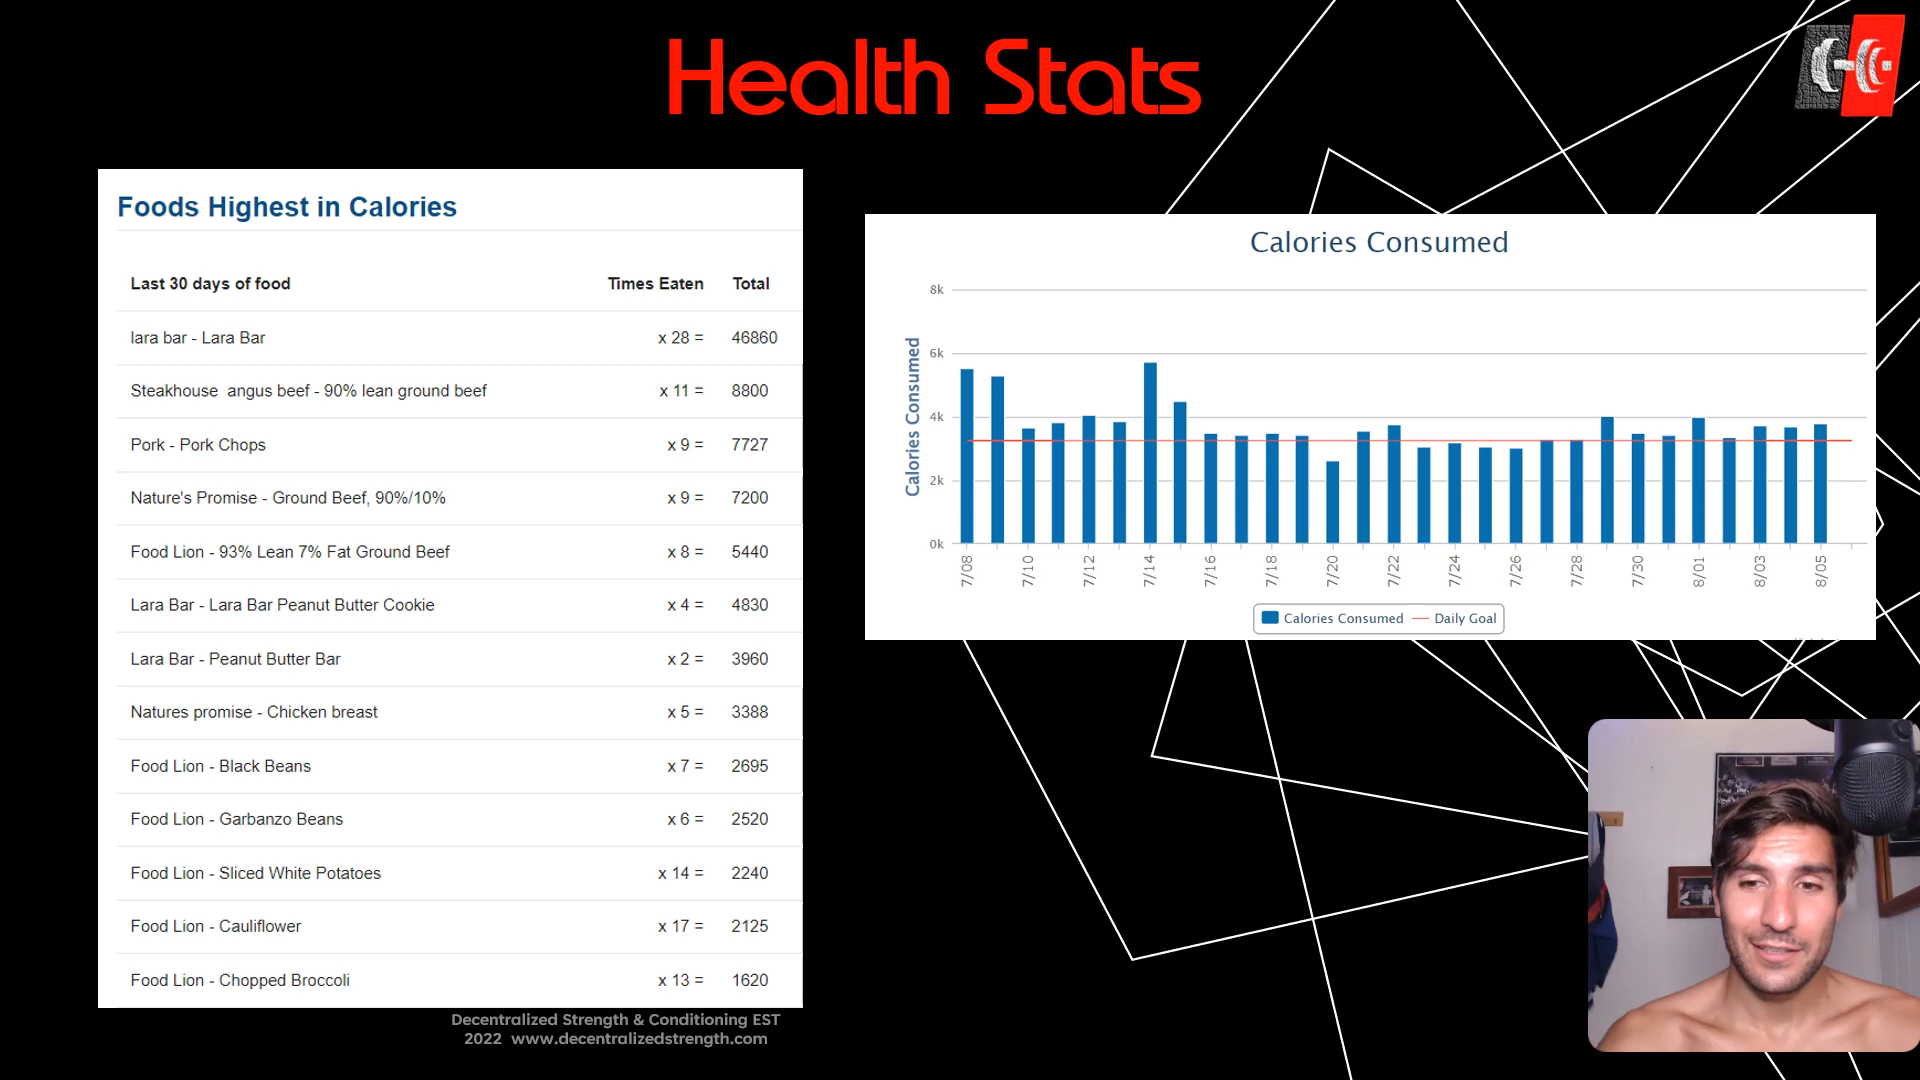 Health Stats
Foods Highest in Calories
Last 30 days of food Times Eaten Total
lara bar - Lara Bar x 28 = 46860
Steakhouse angus beef - 90% lean ground beef x 11 = 8800
Pork - Pork Chops x 9 = 7727
Nature's Promise - Ground Beef, 90%/10% x 9 = 7200
Food Lion - 93% Lean 7% Fat Ground Beef x 8 = 5440
Lara Bar - Lara Bar Peanut Butter Cookie x 4 = 4830
Lara Bar - Peanut Butter Bar x 2 = 3960
Natures promise - Chicken breast x 5 = 3388
Food Lion - Black Beans x 7 = 2695
Food Lion - Garbanzo Beans x 6 = 2520
Food Lion - Sliced White Potatoes x 14 = 2240
Food Lion - Cauliflower x 17 = 2125
Food Lion - Chopped Broccoli x 13 = 1620
Calories Consumed
Calories Consumed
8k
6k
4k
2k
0k
7/08 7/10 7/12 7/14 7/16 7/18 7/20 7/22 7/24 7/26 7/28 7/30 8/01 8/03 8/05
Calories Consumed Daily Goal
Decentralized Strength & Conditioning EST
2022 www.decentralizedstrength.com